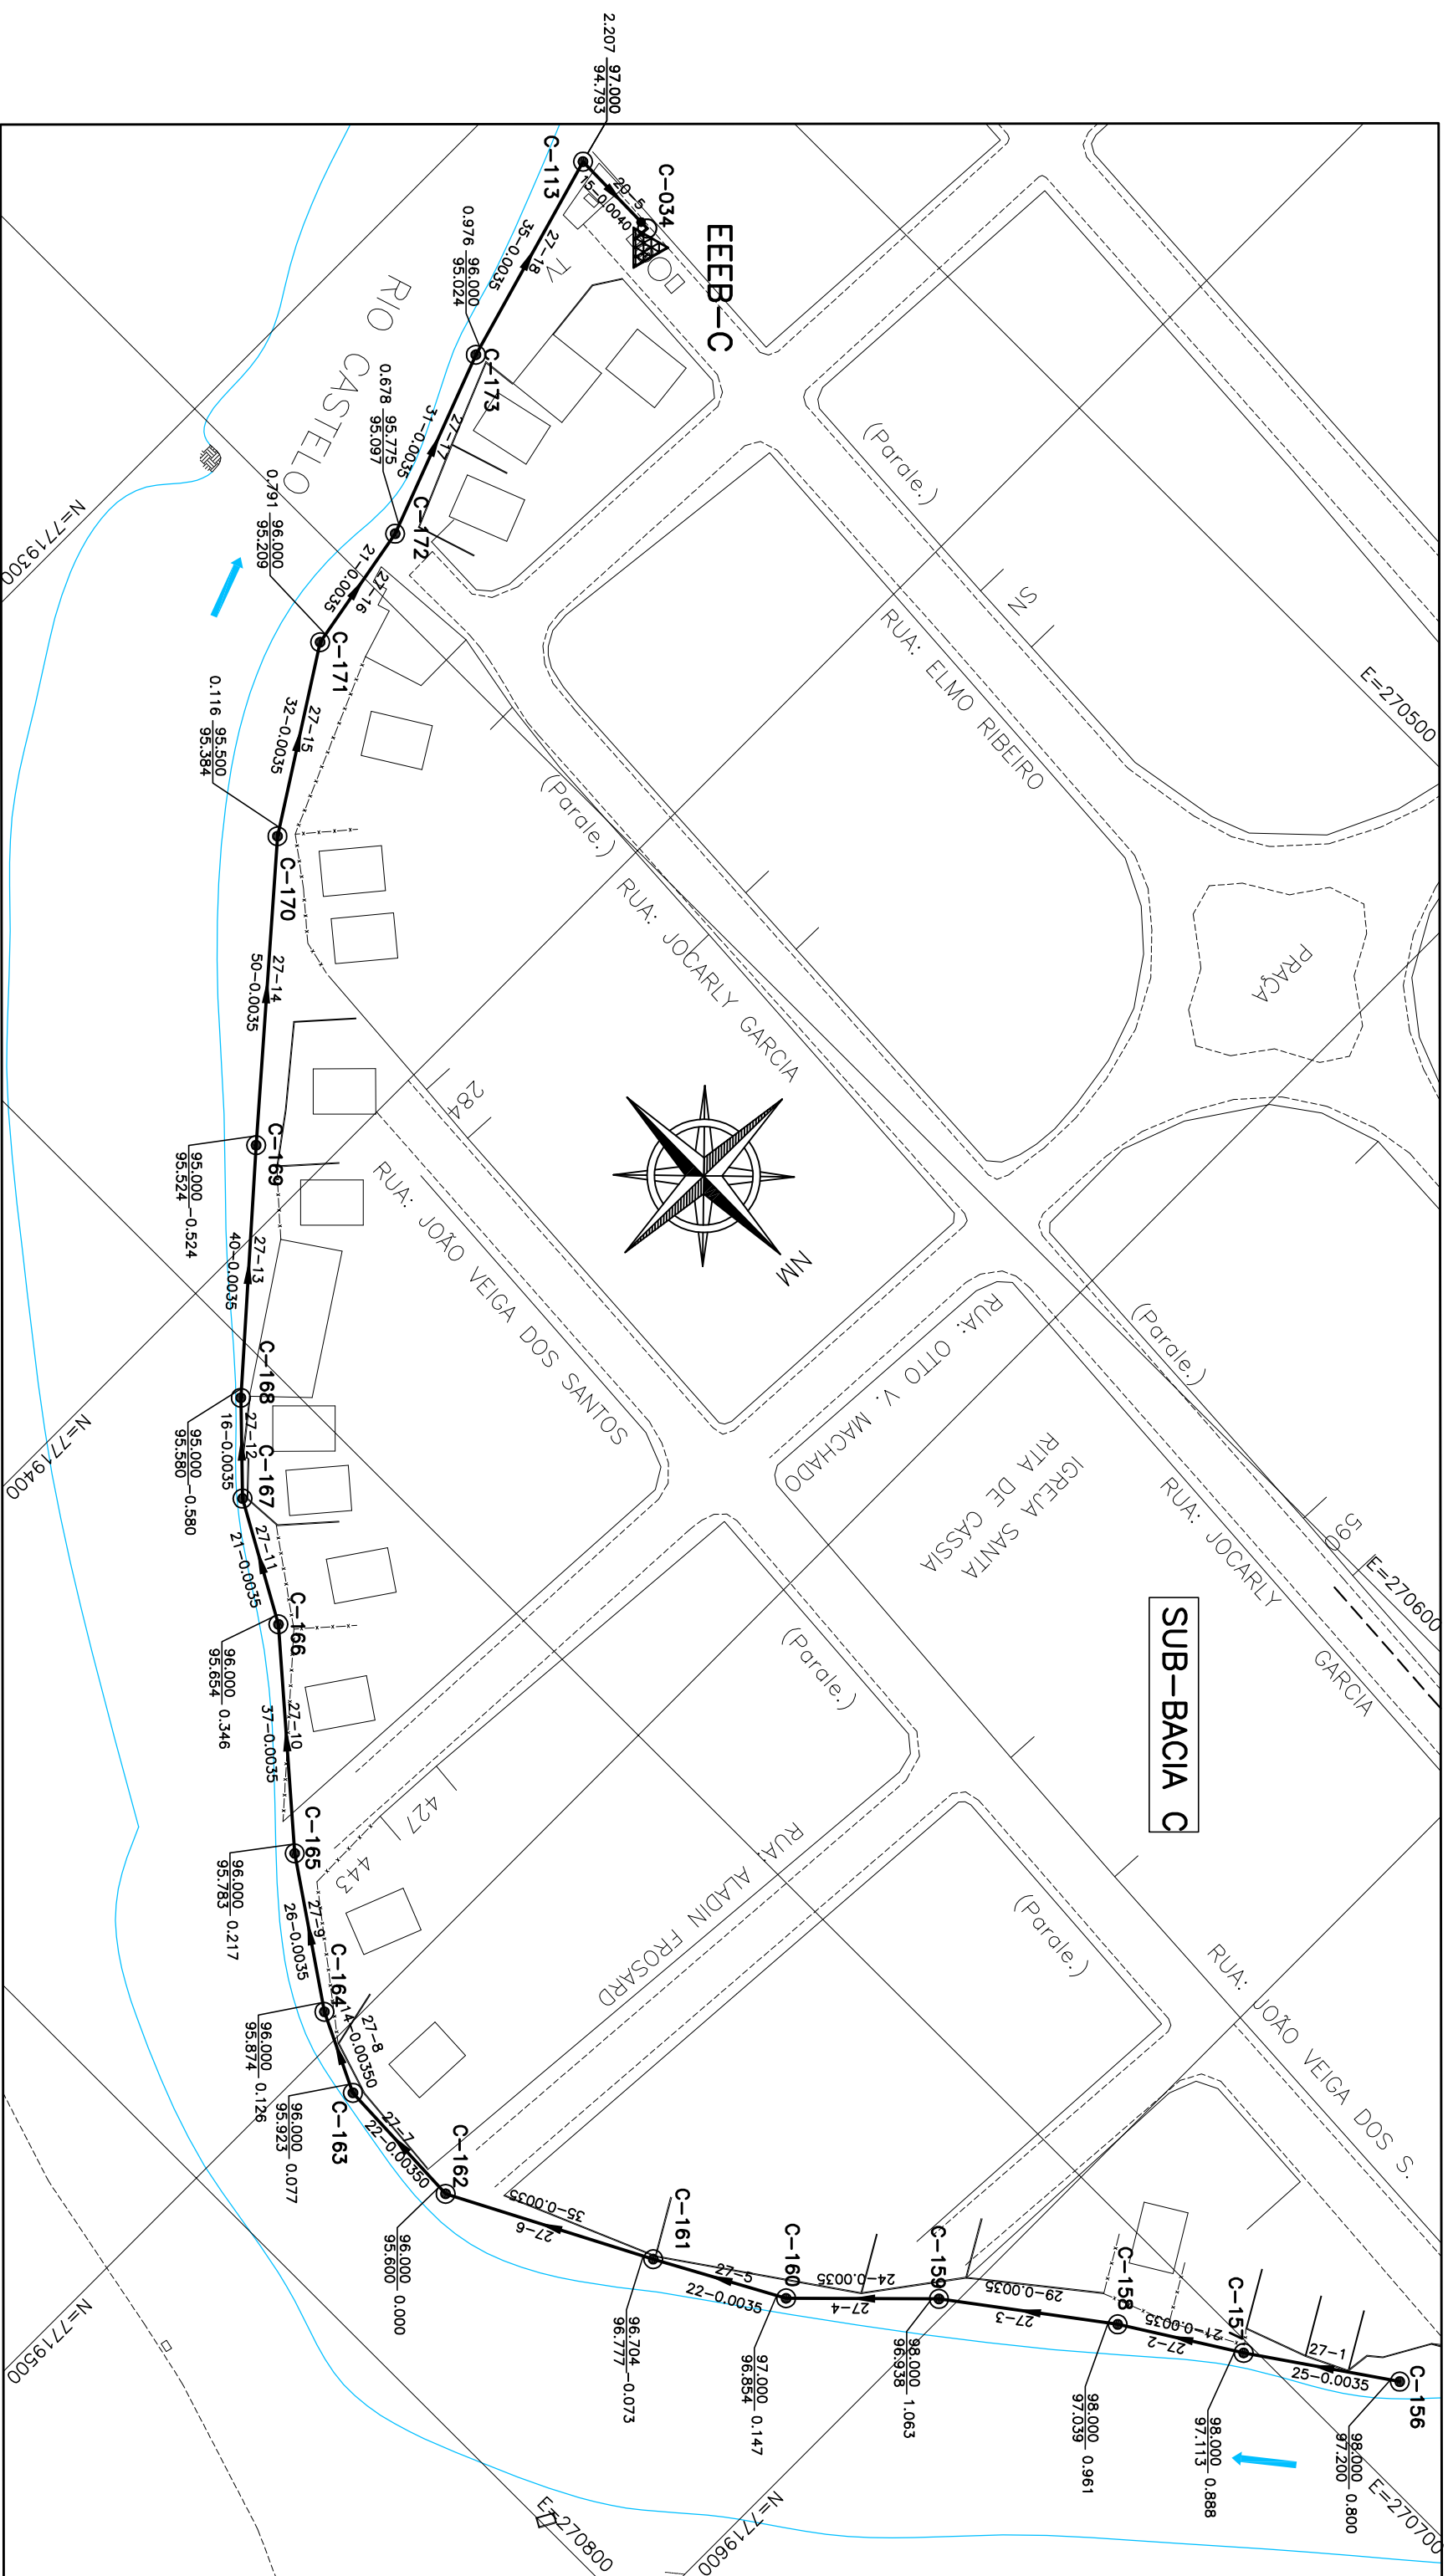 97.000
2.207
94.793
C-113
20-5
15-0.0040
C-034
EEEB-C
27-18
35-0.0035
TV
96.000
0.976
95.024
C-173
RIO CASTELO
27-17
31-0.0035
95.775
0.678
95.097
C-172
96.000
0.791
95.209
27-16
21-0.0035
C-171
N=7719300
27-15
32-0.0035
95.500
0.116
95.384
C-170
27-14
50-0.0035
C-169
95.000
-0.524
95.524
27-13
40-0.0035
C-168
95.000
-0.580
95.580
27-12
16-0.0035
C-167
N=7719400
27-11
21-0.0035
C-166
96.000
0.346
95.654
27-10
37-0.0035
C-165
96.000
0.217
95.783
27-9
26-0.0035
C-164
96.000
0.126
95.874
27-8
14-0.00350
C-163
96.000
0.077
95.923
27-7
22-0.00350
C-162
96.000
0.000
95.600
35-0.0035
27-6
C-161
96.704
-0.073
96.777
27-5
22-0.0035
C-160
97.000
0.147
96.854
24-0.0035
27-4
C-159
98.000
1.063
96.938
29-0.0035
27-3
C-158
98.000
0.961
97.039
21-0.0035
27-2
C-157
98.000
0.888
97.113
27-1
25-0.0035
C-156
98.000
0.800
97.200
E=270500
(Parale.)
SN
RUA: ELMO RIBEIRO
(Parale.)
RUA: JOCARLY GARCIA
PRAÇA
284
RUA: JOÃO VEIGA DOS SANTOS
NM
RUA: OTTO V. MACHADO
IGREJA SANTA
RITA DE CÁSSIA
(Parale.)
RUA: JOCARLY
GARCIA
590
E=270600
SUB-BACIA C
(Parale.)
427
443
RUA: ALADIN FROSARD
(Parale.)
RUA: JOÃO VEIGA DOS S.
E=270700
N=7719500
E=270800
N=7719600